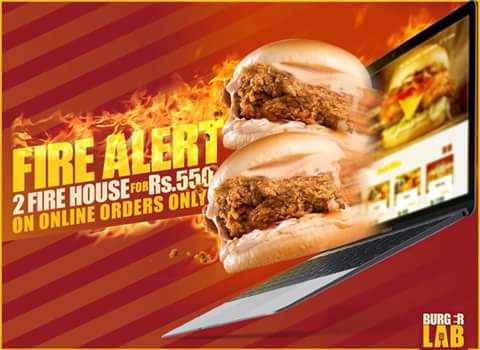 FIRE ALERT
2 FIRE HOUSE FOR RS.550
ON ONLINE ORDERS ONLY
BURGER
LAB